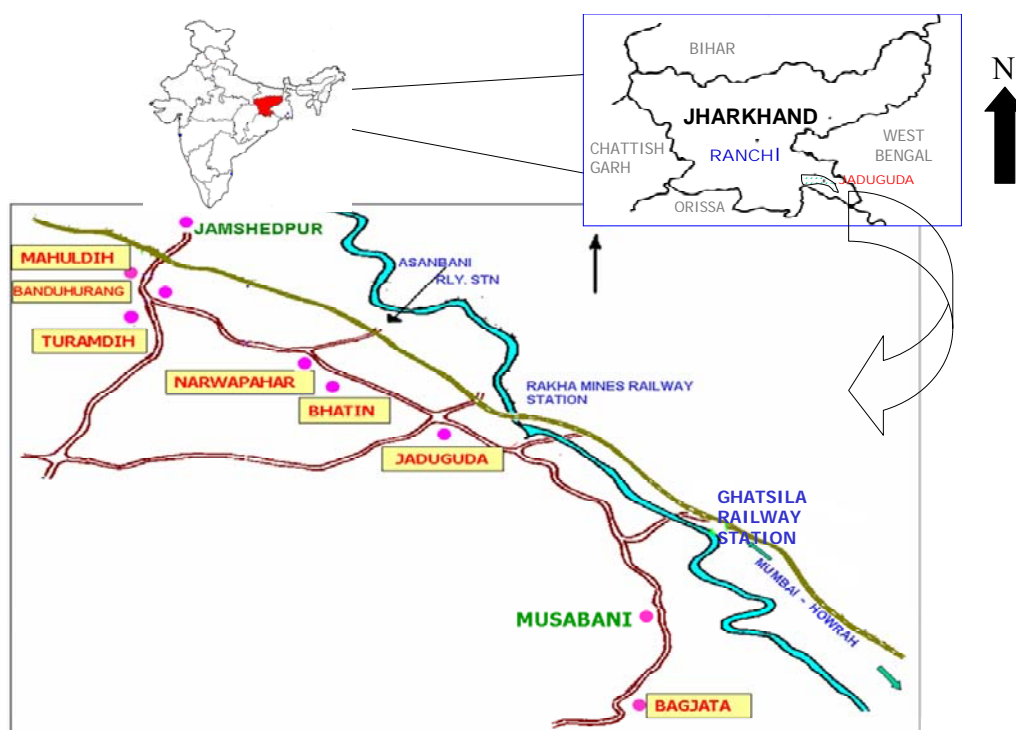 BIHAR
N
JHARKHAND
CHATTISH
GARH
RANCHI
WEST
BENGAL
JADUGUDA
ORISSA
JAMSHEDPUR
MAHULDIH
ASANBANI
RLY. STN
BANDUHURANG
TURAMDIH
NARWAPAHAR
BHATIN
RAKHA MINES RAILWAY
STATION
JADUGUDA
GHATSILA
RAILWAY
STATION
MUMBAI - HOWRAH
MUSABANI
BAGJATA